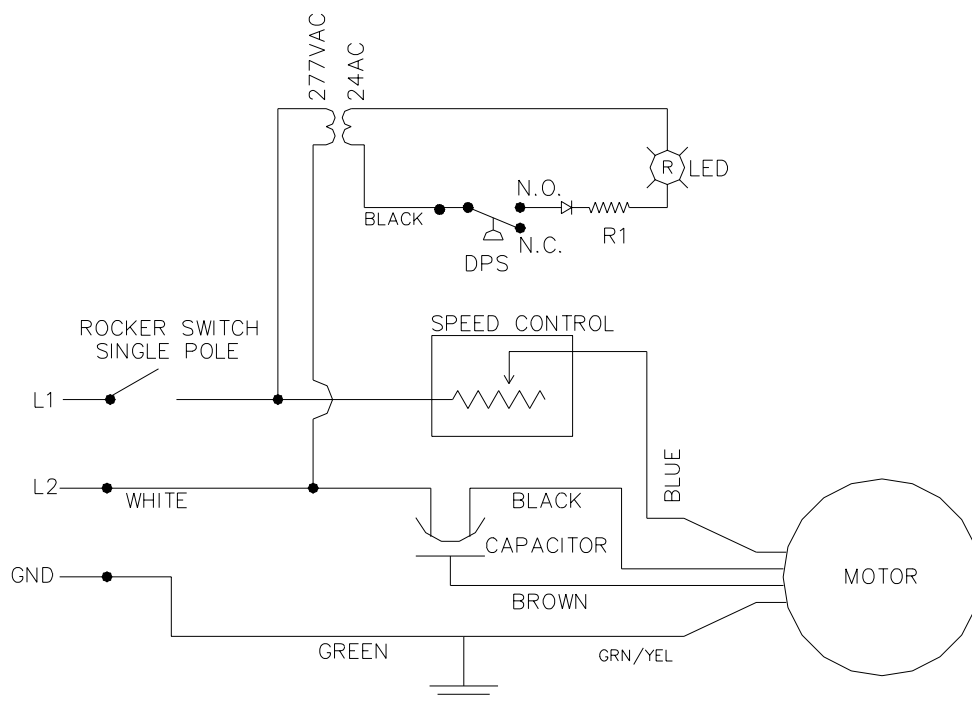 277VAC
24AC
R
LED
N.O.
BLACK
R1
N.C.
DPS
SPEED CONTROL
ROCKER SWITCH
SINGLE POLE
L1
BLUE
L2
WHITE
BLACK
CAPACITOR
GND
MOTOR
BROWN
GREEN
GRN/YEL